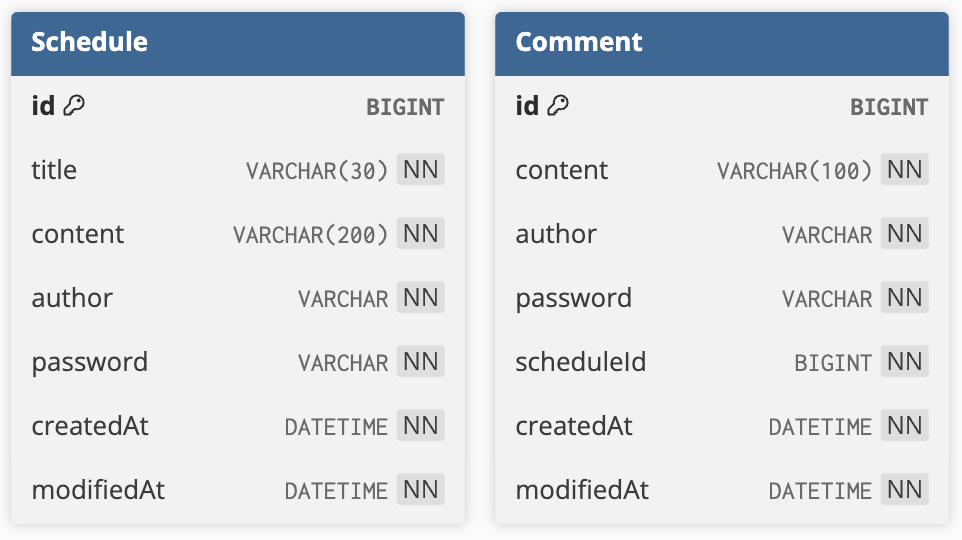 Schedule
id BIGINT
title VARCHAR(30) NN
content VARCHAR(200) NN
author VARCHAR NN
password VARCHAR NN
createdAt DATETIME NN
modifiedAt DATETIME NN
Comment
id BIGINT
content VARCHAR(100) NN
author VARCHAR NN
password VARCHAR NN
scheduleId BIGINT NN
createdAt DATETIME NN
modifiedAt DATETIME NN